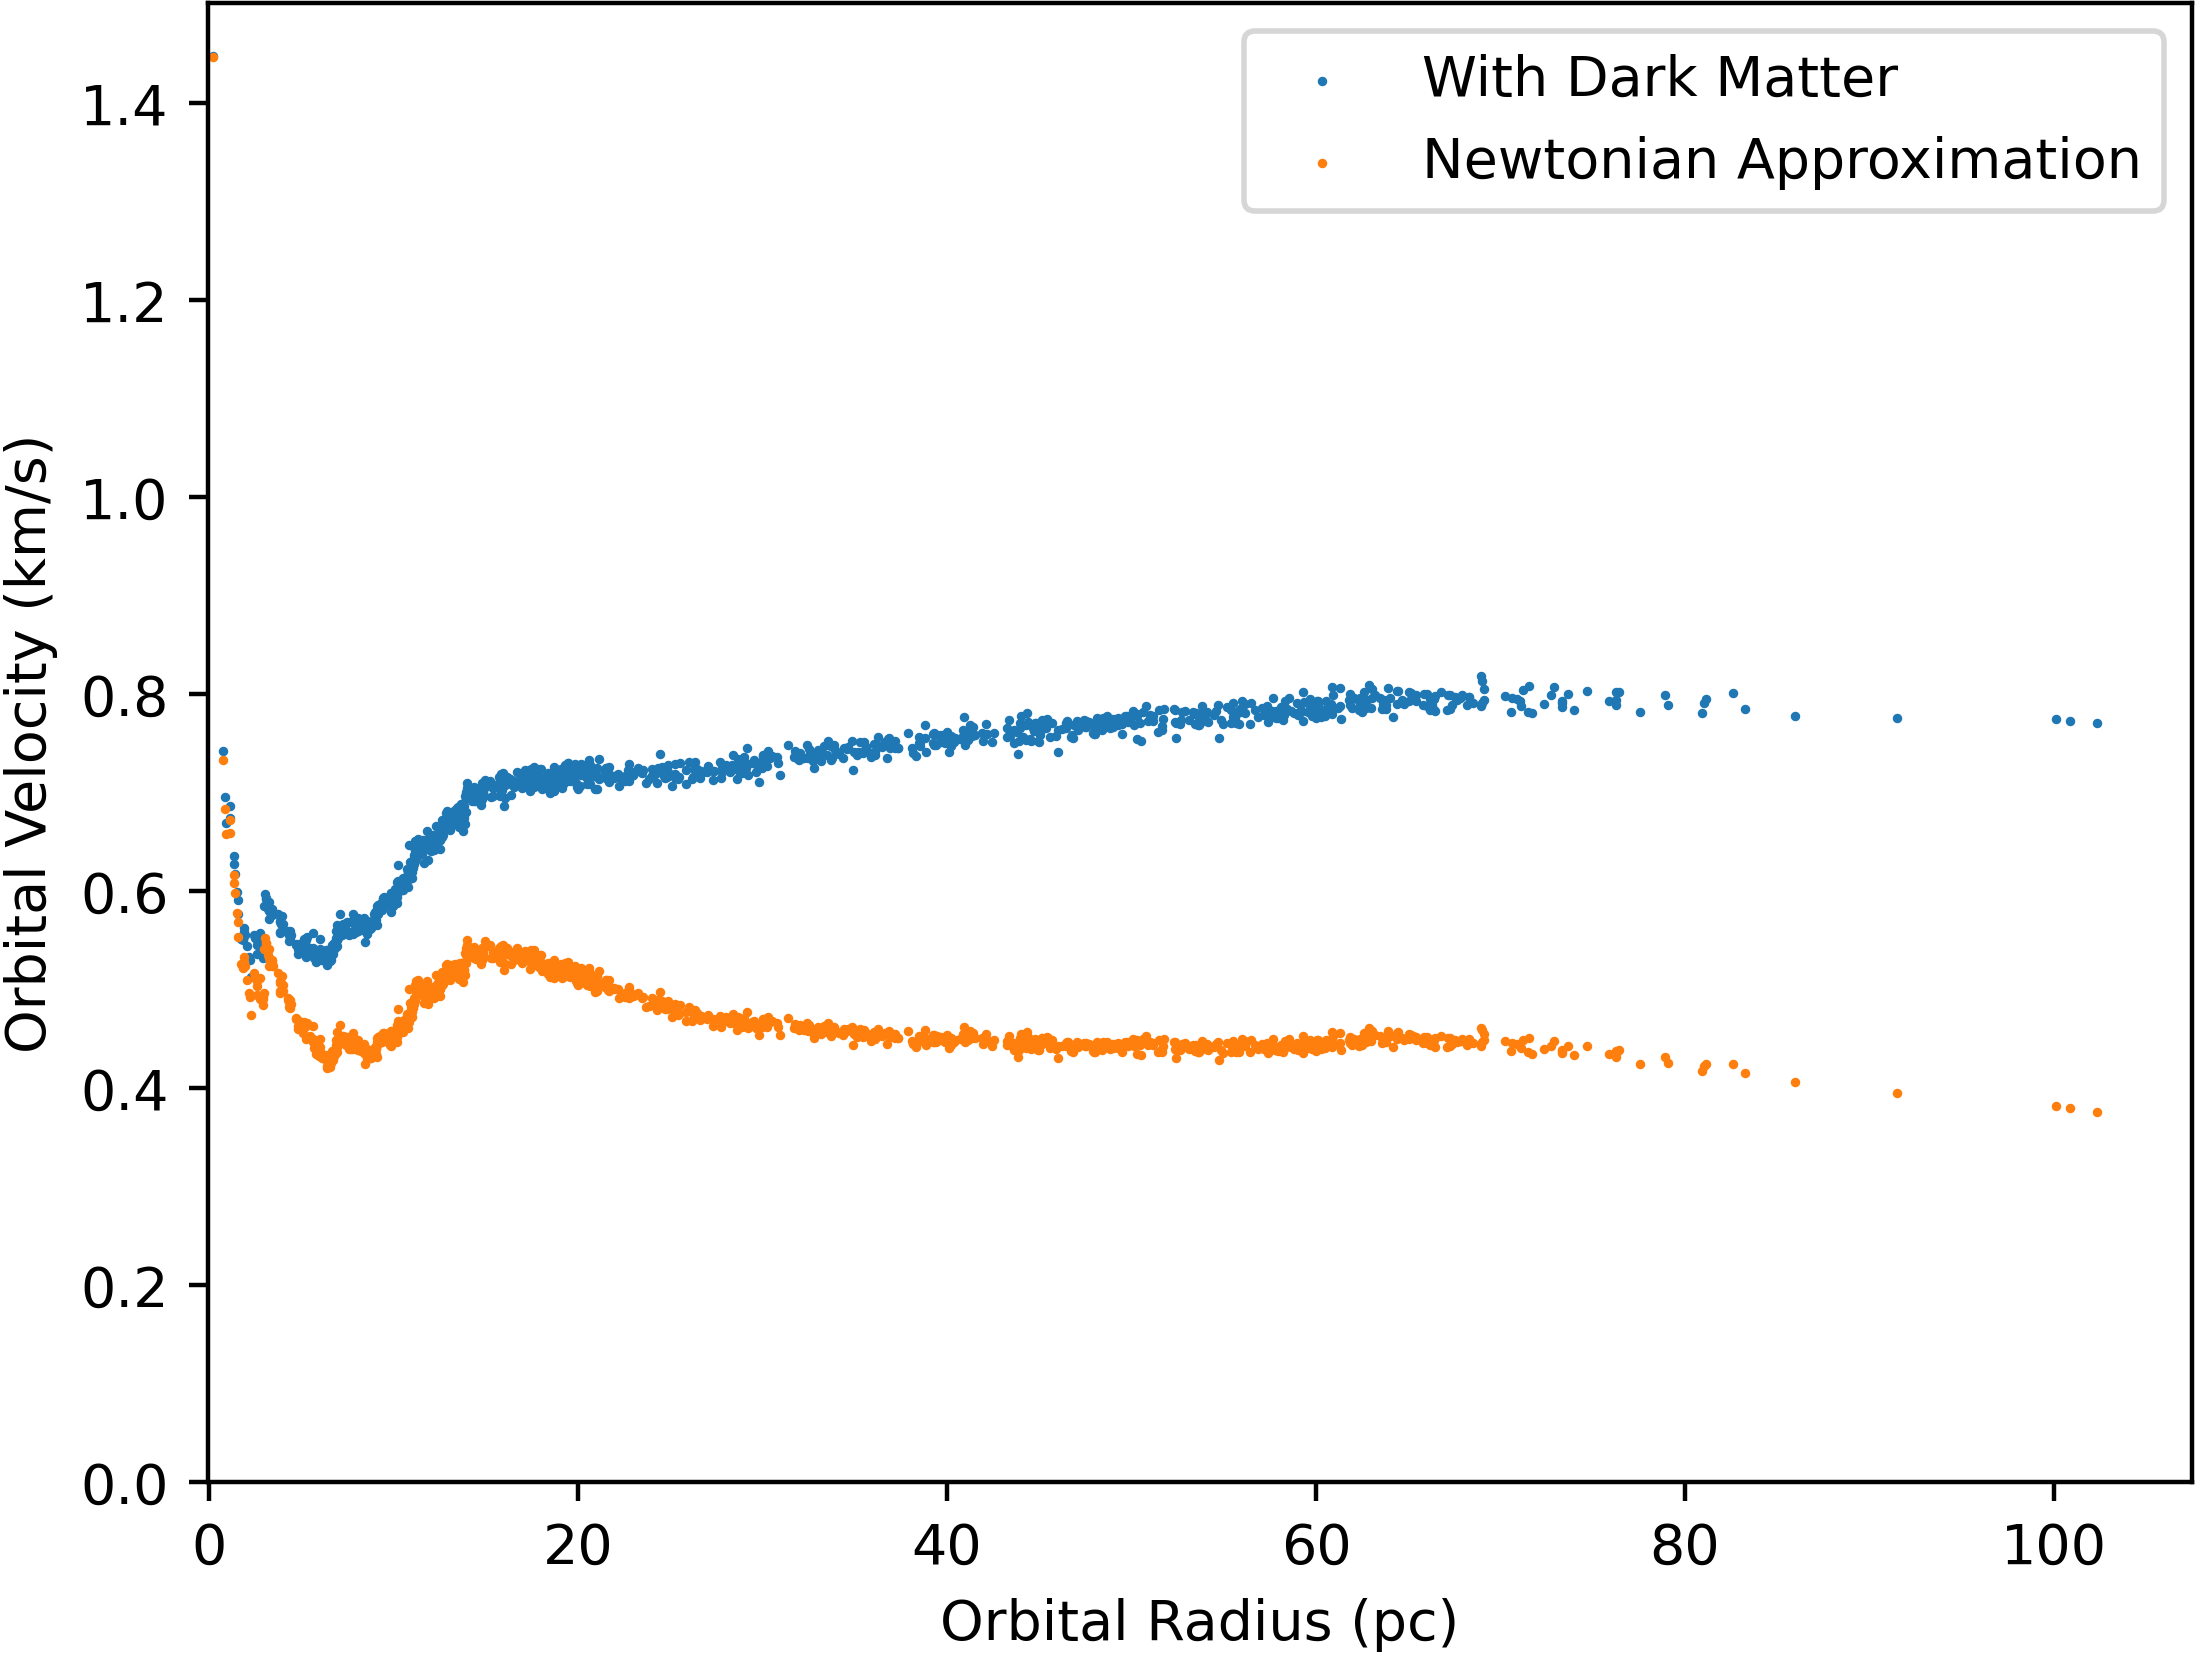 With Dark Matter
Newtonian Approximation
1.4
1.2
1.0
0.8
0.6
0.4
0.2
0.0
Orbital Velocity (km/s)
0 20 40 60 80 100
Orbital Radius (pc)